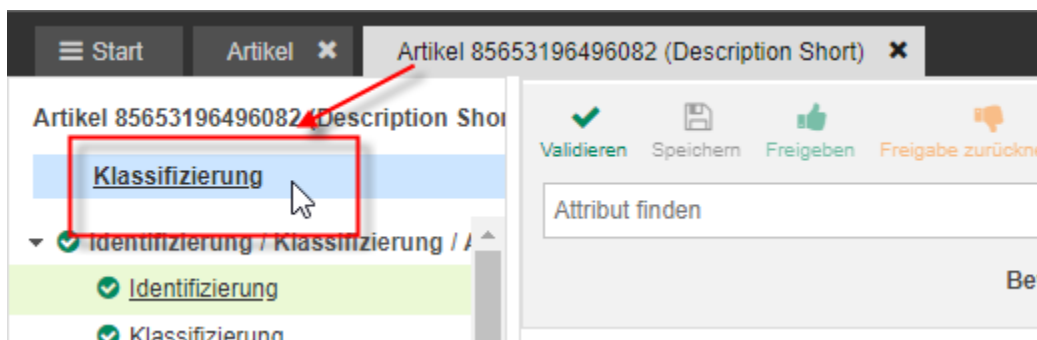 Start Artikel Artikel 85653196496082 (Description Short)
Artikel 85653196496082 (Description Shor
Validieren Speichern Freigeben Freigabe zurückne
Klassifizierung
Attribut finden
Identifizierung / Klassifizierung / A
Identifizierung
Be
Klassifizierung